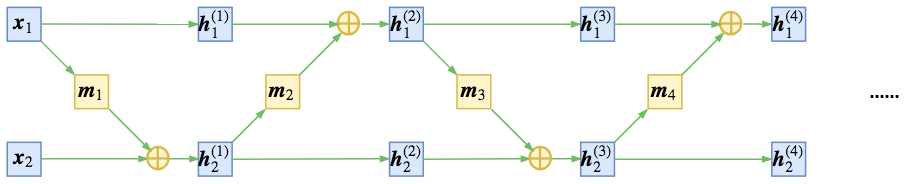 x₁ h₁⁽¹⁾ h₁⁽²⁾ h₁⁽³⁾ h₁⁽⁴⁾
m₁ m₂ m₃ m₄ ......
x₂ h₂⁽¹⁾ h₂⁽²⁾ h₂⁽³⁾ h₂⁽⁴⁾